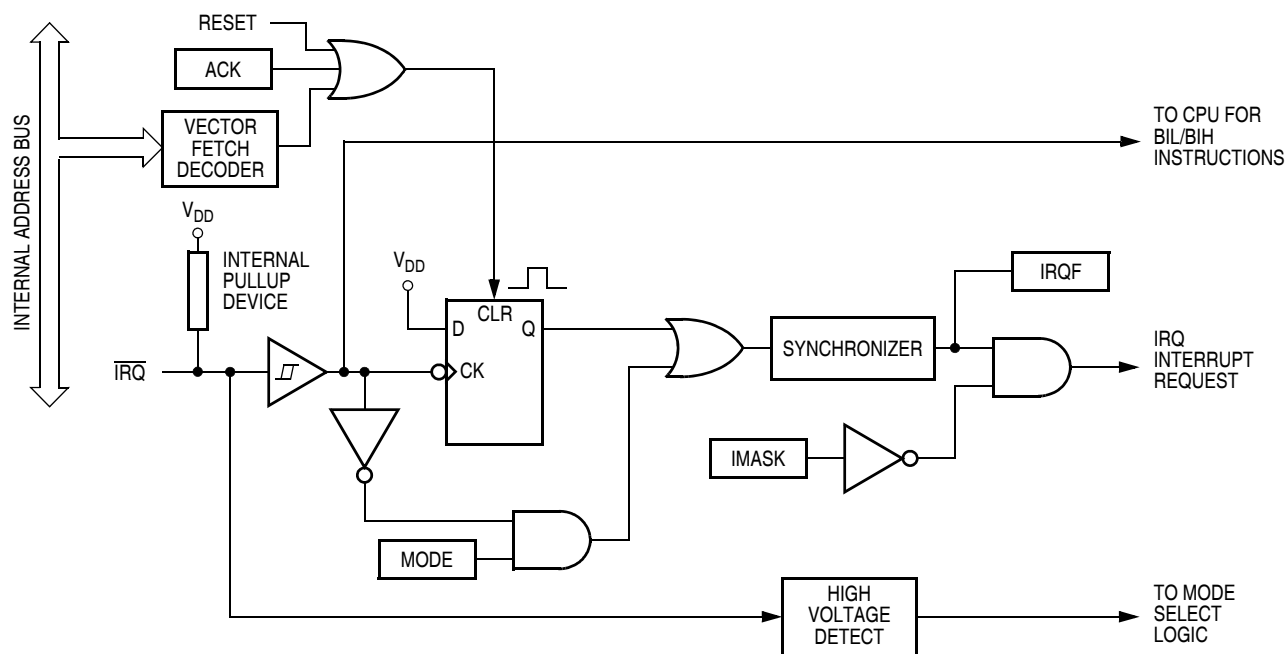 RESET
ACK
VECTOR
FETCH
DECODER
INTERNAL ADDRESS BUS
VDD
INTERNAL
PULLUP
DEVICE
IRQ
VDD
D
CLR
Q
CK
MODE
SYNCHRONIZER
IRQF
IMASK
HIGH
VOLTAGE
DETECT
TO CPU FOR
BIL/BIH
INSTRUCTIONS
IRQ
INTERRUPT
REQUEST
TO MODE
SELECT
LOGIC